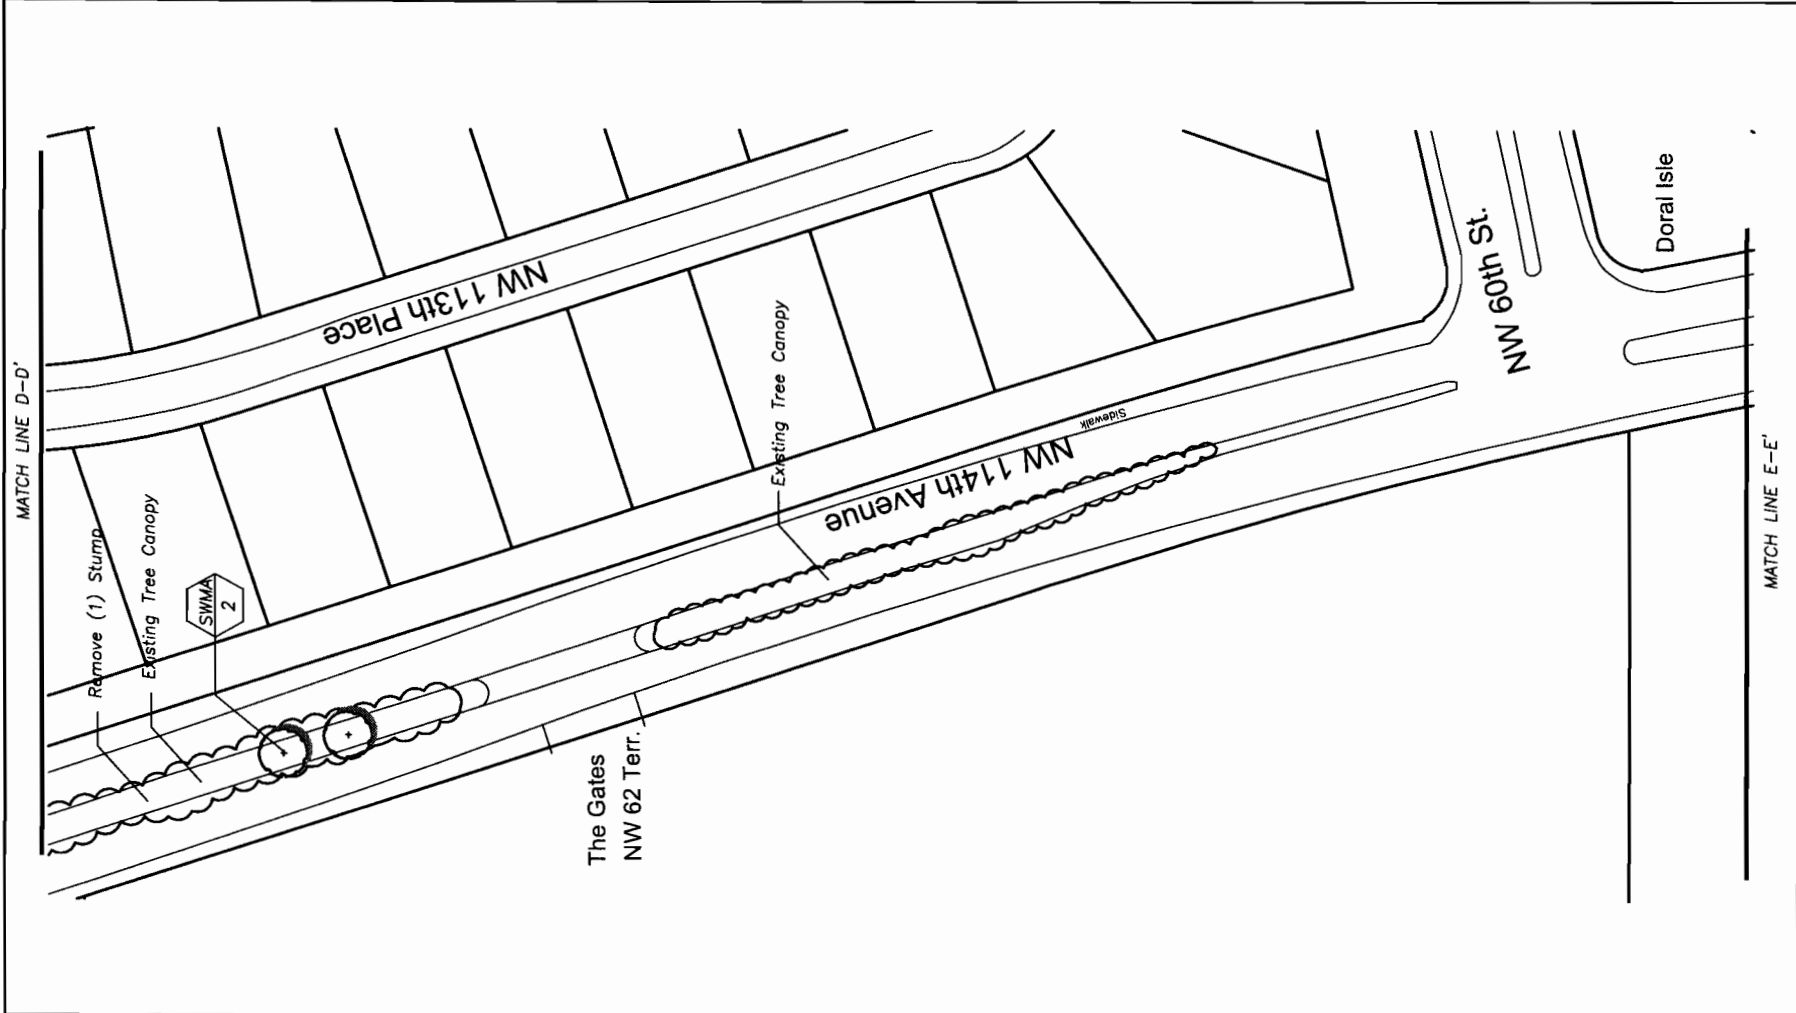 MATCH LINE D-D'
Remove (1) Stump
Existing Tree Canopy
SWMA
2
NW 113th Place
Existing Tree Canopy
NW 114th Avenue
Sidewalk
The Gates
NW 62 Terr.
NW 60th St.
Doral Isle
MATCH LINE E-E'